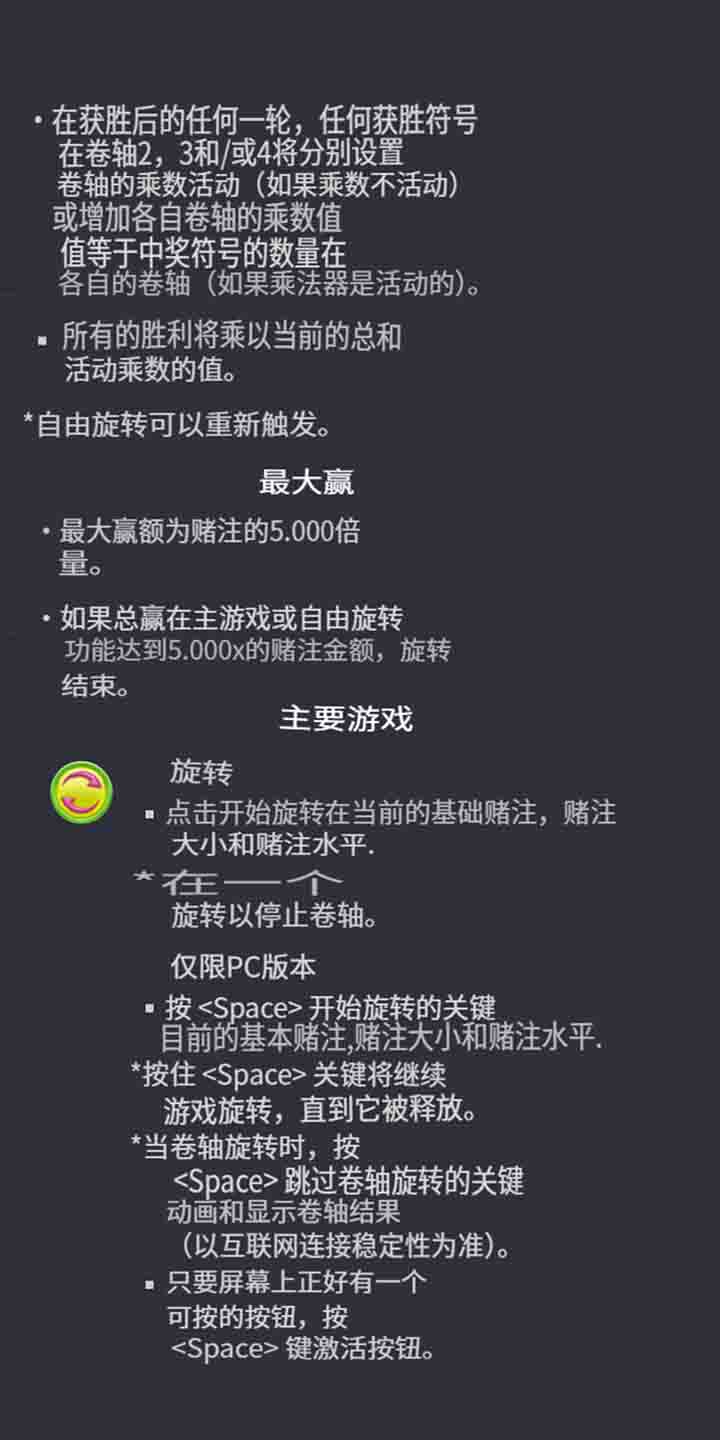 • 在获胜后的任何一轮，任何获胜符号
在卷轴2，3和/或4将分别设置
卷轴的乘数活动（如果乘数不活动）
或增加各自卷轴的乘数值
值等于中奖符号的数量在
各自的卷轴（如果乘法器是活动的）。
▪ 所有的胜利将乘以当前的总和
活动乘数的值。
*自由旋转可以重新触发。
最大赢
• 最大赢额为赌注的5.000倍
量。
• 如果总赢在主游戏或自由旋转
功能达到5.000x的赌注金额，旋转
结束。
主要游戏
旋转
▪ 点击开始旋转在当前的基础赌注，赌注
大小和赌注水平.
*在一个
旋转以停止卷轴。
仅限PC版本
▪ 按 <Space> 开始旋转的关键
目前的基本赌注,赌注大小和赌注水平.
*按住 <Space> 关键将继续
游戏旋转，直到它被释放。
*当卷轴旋转时，按
<Space> 跳过卷轴旋转的关键
动画和显示卷轴结果
（以互联网连接稳定性为准）。
▪ 只要屏幕上正好有一个
可按的按钮，按
<Space> 键激活按钮。